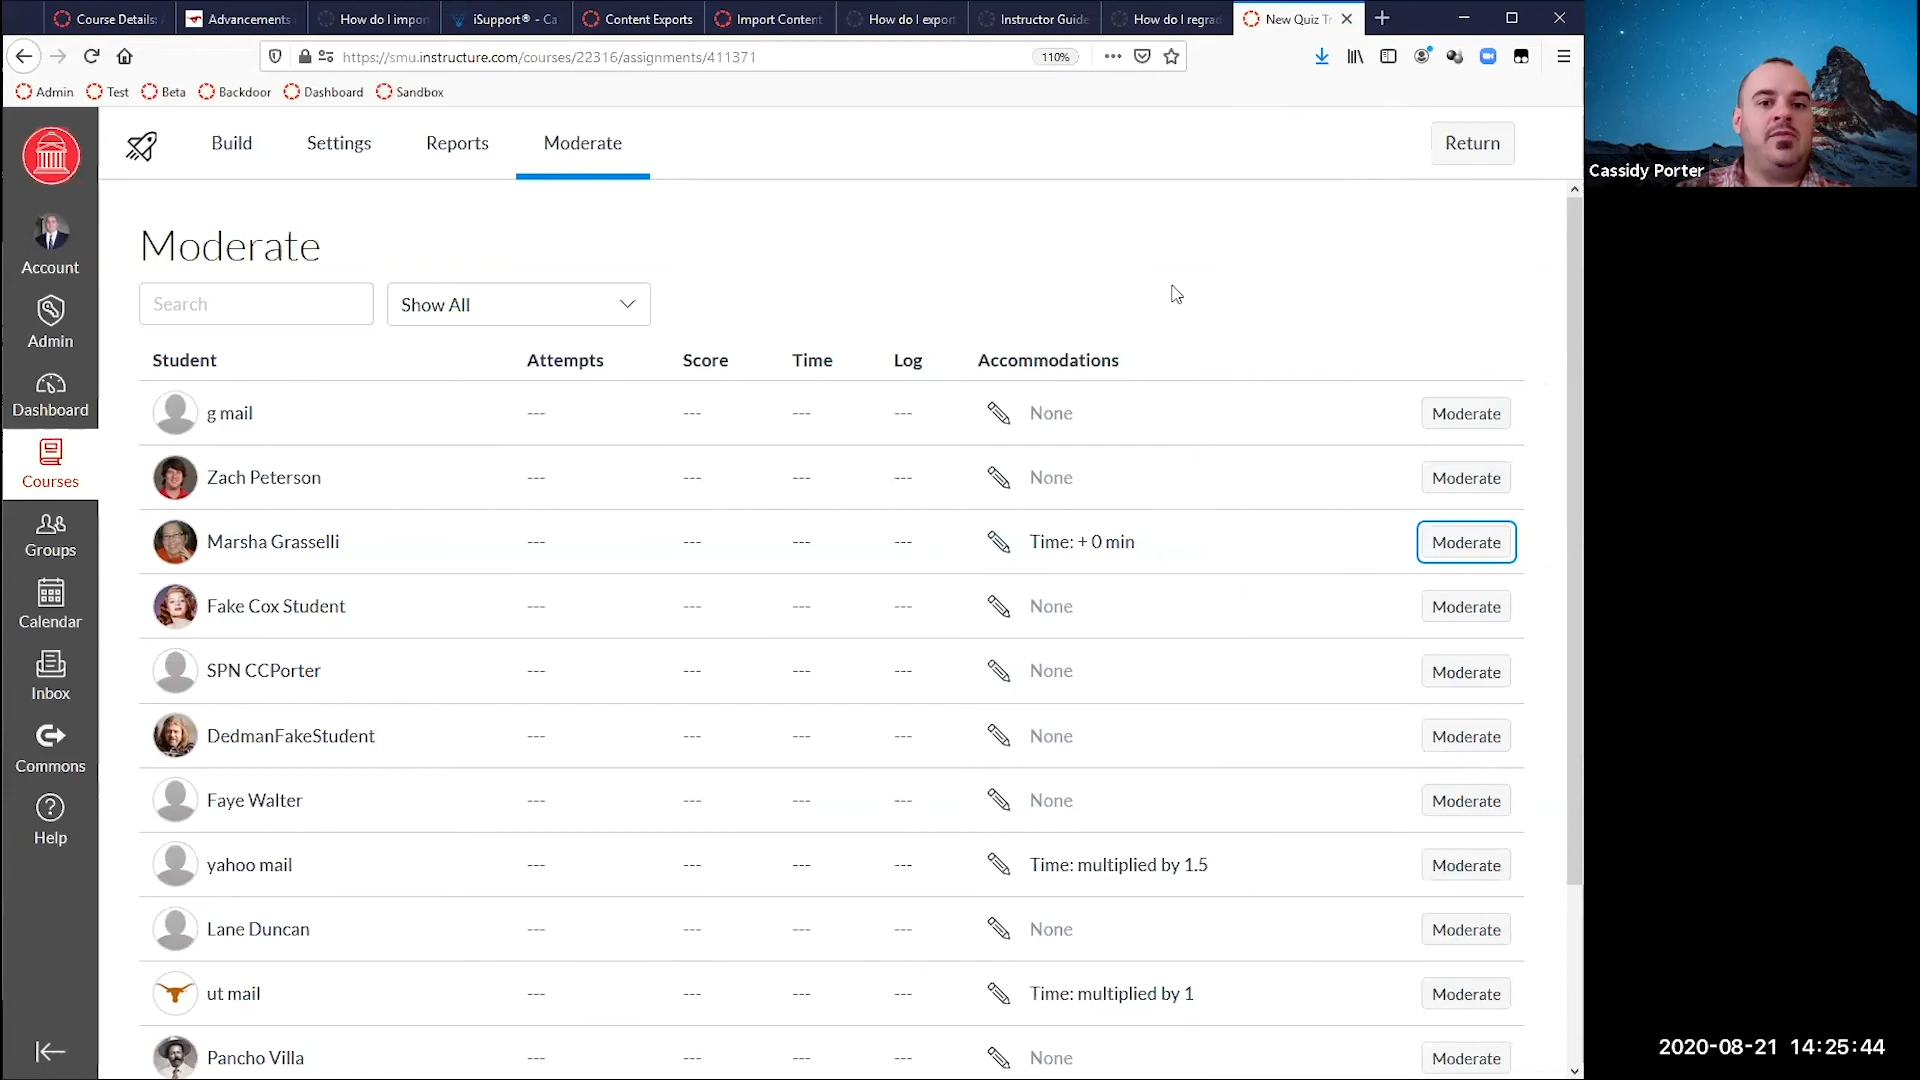 Course Details:
Advancements
How do I impor
iSupport® - Ca
Content Exports
Import Content
How do I export
Instructor Guide
How do I regrad
New Quiz Tr
https://smu.instructure.com/courses/22316/assignments/411371
110%
Admin
Test
Beta
Backdoor
Dashboard
Sandbox
Build
Settings
Reports
Moderate
Return
Cassidy Porter
Account
Admin
Dashboard
Courses
Groups
Calendar
Inbox
Commons
Help
Moderate
Search
Show All
Student Attempts Score Time Log Accommodations
g mail --- --- --- --- None Moderate
Zach Peterson --- --- --- --- None Moderate
Marsha Grasselli --- --- --- --- Time: + 0 min Moderate
Fake Cox Student --- --- --- --- None Moderate
SPN CCPorter --- --- --- --- None Moderate
DedmanFakeStudent --- --- --- --- None Moderate
Faye Walter --- --- --- --- None Moderate
yahoo mail --- --- --- --- Time: multiplied by 1.5 Moderate
Lane Duncan --- --- --- --- None Moderate
ut mail --- --- --- --- Time: multiplied by 1 Moderate
Pancho Villa --- --- --- --- None Moderate
2020-08-21 14:25:44